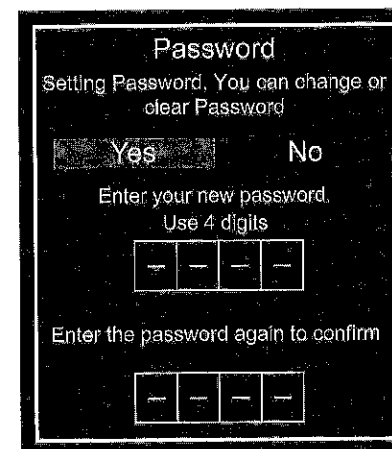 Password
Setting Password. You can change or
clear Password
Yes No
Enter your new password.
Use 4 digits
– – – –
Enter the password again to confirm
– – – –